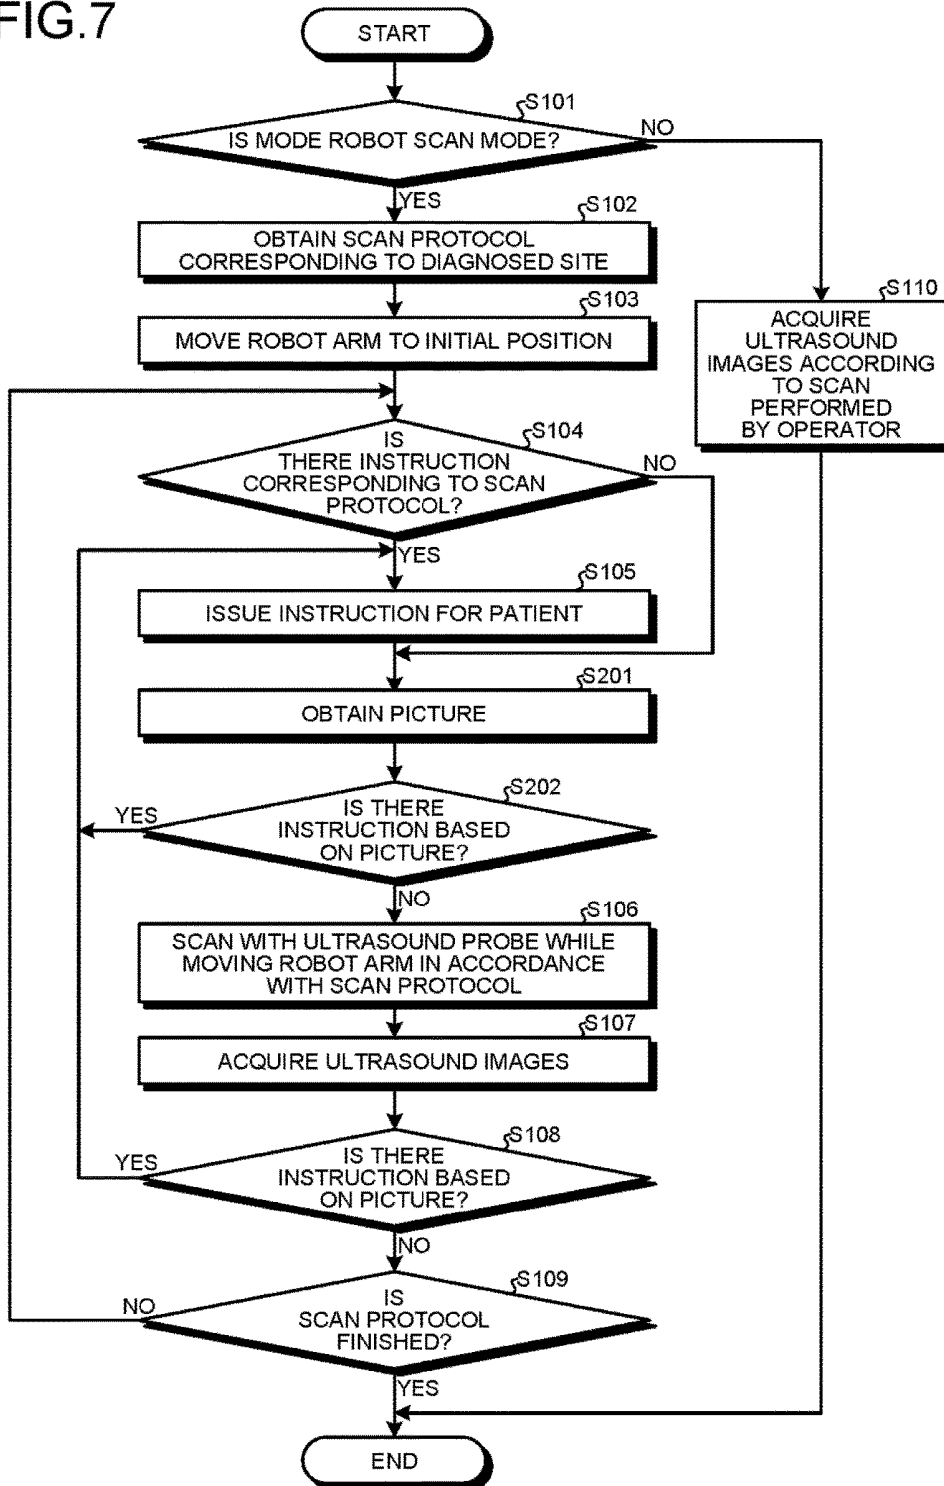 FIG.7
START
S101
IS MODE ROBOT SCAN MODE?
NO
YES
S102
OBTAIN SCAN PROTOCOL
CORRESPONDING TO DIAGNOSED SITE
S110
ACQUIRE
ULTRASOUND
IMAGES ACCORDING
TO SCAN
PERFORMED
BY OPERATOR
S103
MOVE ROBOT ARM TO INITIAL POSITION
S104
IS
THERE INSTRUCTION
CORRESPONDING TO SCAN
PROTOCOL?
NO
YES
S105
ISSUE INSTRUCTION FOR PATIENT
S201
OBTAIN PICTURE
S202
IS THERE
INSTRUCTION BASED
ON PICTURE?
YES
NO
S106
SCAN WITH ULTRASOUND PROBE WHILE
MOVING ROBOT ARM IN ACCORDANCE
WITH SCAN PROTOCOL
S107
ACQUIRE ULTRASOUND IMAGES
S108
IS THERE
INSTRUCTION BASED
ON PICTURE?
YES
NO
S109
IS
SCAN PROTOCOL
FINISHED?
NO
YES
END